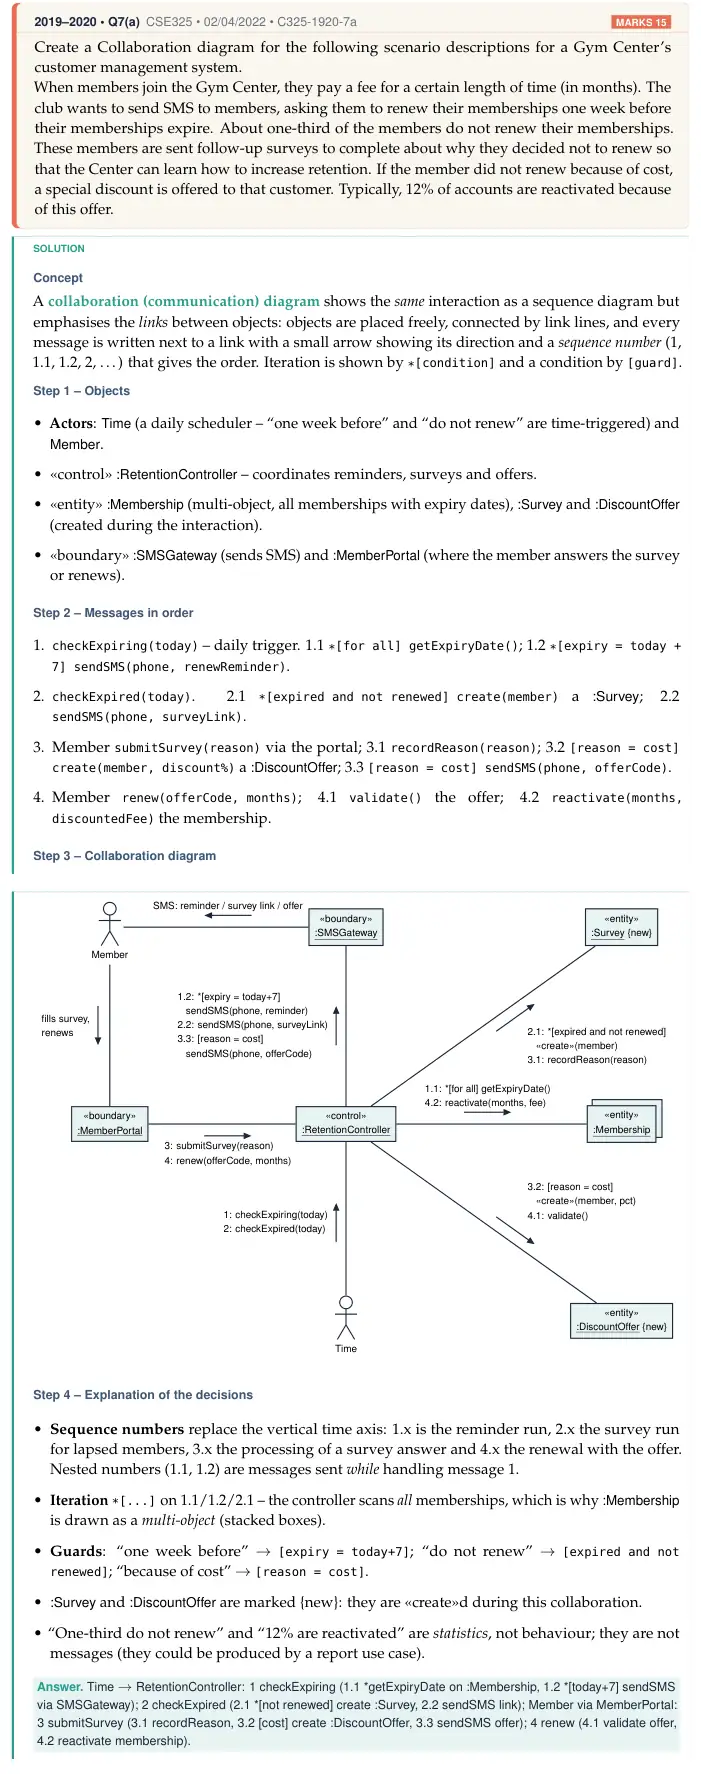 2019–2020 • Q7(a) CSE325 • 02/04/2022 • C325-1920-7a MARKS 15
Create a Collaboration diagram for the following scenario descriptions for a Gym Center's
customer management system.
When members join the Gym Center, they pay a fee for a certain length of time (in months). The
club wants to send SMS to members, asking them to renew their memberships one week before
their memberships expire. About one-third of the members do not renew their memberships.
These members are sent follow-up surveys to complete about why they decided not to renew so
that the Center can learn how to increase retention. If the member did not renew because of cost,
a special discount is offered to that customer. Typically, 12% of accounts are reactivated because
of this offer.
SOLUTION
Concept
A collaboration (communication) diagram shows the same interaction as a sequence diagram but
emphasises the links between objects: objects are placed freely, connected by link lines, and every
message is written next to a link with a small arrow showing its direction and a sequence number (1,
1.1, 1.2, 2, ...) that gives the order. Iteration is shown by *[condition] and a condition by [guard].
Step 1 – Objects
• Actors: Time (a daily scheduler – “one week before” and “do not renew” are time-triggered) and
Member.
• «control» :RetentionController – coordinates reminders, surveys and offers.
• «entity» :Membership (multi-object, all memberships with expiry dates), :Survey and :DiscountOffer
(created during the interaction).
• «boundary» :SMSGateway (sends SMS) and :MemberPortal (where the member answers the survey
or renews).
Step 2 – Messages in order
1. checkExpiring(today) – daily trigger. 1.1 *[for all] getExpiryDate(); 1.2 *[expiry = today +
7] sendSMS(phone, renewReminder).
2. checkExpired(today). 2.1 *[expired and not renewed] create(member) a :Survey; 2.2
sendSMS(phone, surveyLink).
3. Member submitSurvey(reason) via the portal; 3.1 recordReason(reason); 3.2 [reason = cost]
create(member, discount%) a :DiscountOffer; 3.3 [reason = cost] sendSMS(phone, offerCode).
4. Member renew(offerCode, months); 4.1 validate() the offer; 4.2 reactivate(months,
discountedFee) the membership.
Step 3 – Collaboration diagram
SMS: reminder / survey link / offer
«boundary»
:SMSGateway
«entity»
:Survey {new}
Member
1.2: *[expiry = today+7]
sendSMS(phone, reminder)
2.2: sendSMS(phone, surveyLink)
3.3: [reason = cost]
sendSMS(phone, offerCode)
fills survey,
renews
2.1: *[expired and not renewed]
«create»(member)
3.1: recordReason(reason)
1.1: *[for all] getExpiryDate()
4.2: reactivate(months, fee)
«boundary»
:MemberPortal
«control»
:RetentionController
«entity»
:Membership
3: submitSurvey(reason)
4: renew(offerCode, months)
3.2: [reason = cost]
«create»(member, pct)
4.1: validate()
1: checkExpiring(today)
2: checkExpired(today)
«entity»
:DiscountOffer {new}
Time
Step 4 – Explanation of the decisions
• Sequence numbers replace the vertical time axis: 1.x is the reminder run, 2.x the survey run
for lapsed members, 3.x the processing of a survey answer and 4.x the renewal with the offer.
Nested numbers (1.1, 1.2) are messages sent while handling message 1.
• Iteration *[...] on 1.1/1.2/2.1 – the controller scans all memberships, which is why :Membership
is drawn as a multi-object (stacked boxes).
• Guards: “one week before” → [expiry = today+7]; “do not renew” → [expired and not
renewed]; “because of cost” → [reason = cost].
• :Survey and :DiscountOffer are marked {new}: they are «create»d during this collaboration.
• “One-third do not renew” and “12% are reactivated” are statistics, not behaviour; they are not
messages (they could be produced by a report use case).
Answer. Time → RetentionController: 1 checkExpiring (1.1 *getExpiryDate on :Membership, 1.2 *[today+7] sendSMS
via SMSGateway); 2 checkExpired (2.1 *[not renewed] create :Survey, 2.2 sendSMS link); Member via MemberPortal:
3 submitSurvey (3.1 recordReason, 3.2 [cost] create :DiscountOffer, 3.3 sendSMS offer); 4 renew (4.1 validate offer,
4.2 reactivate membership).